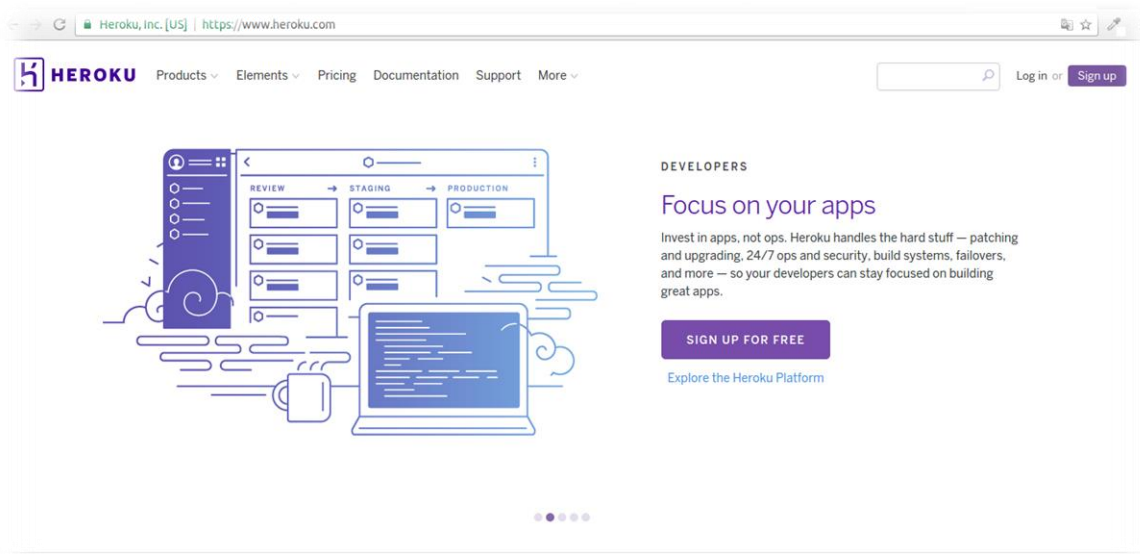 Heroku, Inc. [US] | https://www.heroku.com
HEROKU Products Elements Pricing Documentation Support More Log in or Sign up
REVIEW → STAGING → PRODUCTION
DEVELOPERS
Focus on your apps
Invest in apps, not ops. Heroku handles the hard stuff — patching
and upgrading, 24/7 ops and security, build systems, failovers,
and more — so your developers can stay focused on building
great apps.
SIGN UP FOR FREE
Explore the Heroku Platform